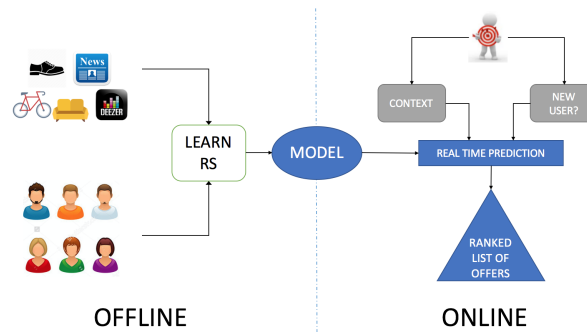 News
DEEZER
LEARN
RS
MODEL
CONTEXT
NEW
USER?
REAL TIME PREDICTION
RANKED
LIST OF
OFFERS
OFFLINE
ONLINE